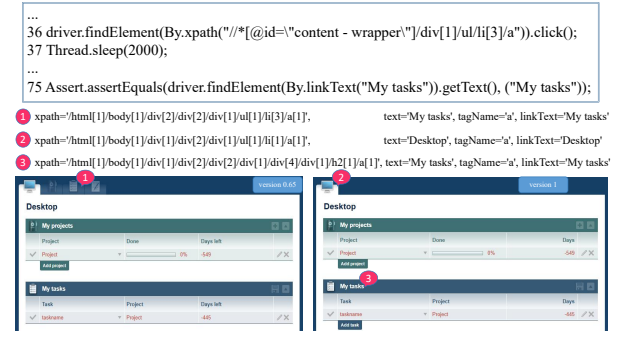 ...
36 driver.findElement(By.xpath("//*[@id=\"content - wrapper\"]/div[1]/ul/li[3]/a")).click();
37 Thread.sleep(2000);
...
75 Assert.assertEquals(driver.findElement(By.linkText("My tasks")).getText(), ("My tasks"));
1 xpath='/html[1]/body[1]/div[2]/div[2]/div[1]/ul[1]/li[3]/a[1]', text='My tasks', tagName='a', linkText='My tasks'
2 xpath='/html[1]/body[1]/div[2]/div[2]/div[1]/ul[1]/li[1]/a[1]', text='Desktop', tagName='a', linkText='Desktop'
3 xpath='/html[1]/body[1]/div[1]/div[2]/div[2]/div[1]/div[4]/div[1]/h2[1]/a[1]', text='My tasks', tagName='a', linkText='My tasks'
1 version 0.65
Desktop
My projects
Project Done Days left
Project 0% -549
Add project
My tasks
Task Project Days left
taskname Project -445
2 version 1
Desktop
My projects
Project Done Days
Project 0% -549
Add project
My tasks 3
Task Project Days
taskname Project -445
Add task